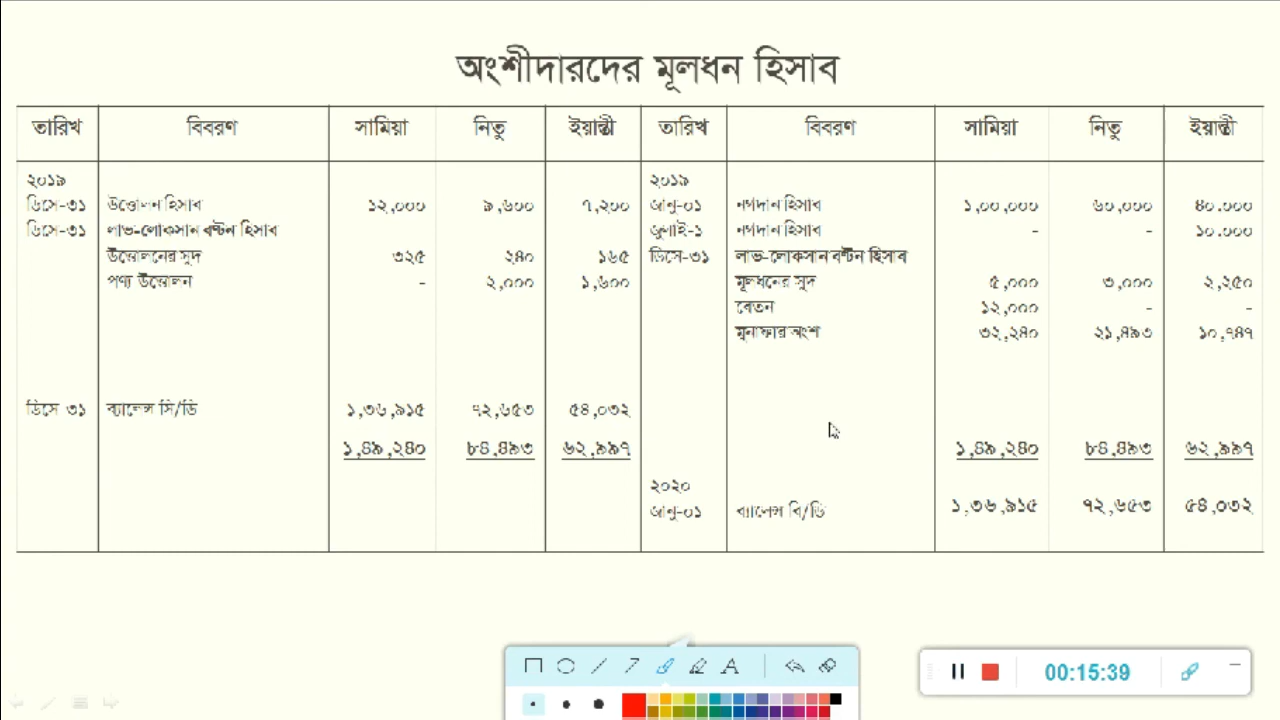 অংশীদারদের মূলধন হিসাব
তারিখ বিবরণ সামিয়া নিতু ইয়ান্তী তারিখ বিবরণ সামিয়া নিতু ইয়ান্তী
২০১৯ ২০১৯
ডিসে-৩১ উত্তোলন হিসাব ১২,০০০ ৯,৬০০ ৭,২০০ জানু-০১ নগদান হিসাব ১,০০,০০০ ৬০,০০০ ৪০,০০০
ডিসে-৩১ লাভ-লোকসান বণ্টন হিসাব জুলাই-১ নগদান হিসাব - - ১০,০০০
উত্তোলনের সুদ ৩২৫ ২৪০ ১৬৫ ডিসে-৩১ লাভ-লোকসান বণ্টন হিসাব
পণ্য উত্তোলন - ২,০০০ ১,৬০০ মূলধনের সুদ ৫,০০০ ৩,০০০ ২,২৫০
বেতন ১২,০০০ - -
মুনাফার অংশ ৩২,২৪০ ২১,৪৯৩ ১০,৭৪৭
ডিসে ৩১ ব্যালেন্স সি/ডি ১,৩৬,৯১৫ ৭২,৬৫৩ ৫৪,০৩২
১,৪৯,২৪০ ৮৪,৪৯৩ ৬২,৯৯৭ ১,৪৯,২৪০ ৮৪,৪৯৩ ৬২,৯৯৭
২০২০
জানু-০১ ব্যালেন্স বি/ডি ১,৩৬,৯১৫ ৭২,৬৫৩ ৫৪,০৩২
A
00:15:39